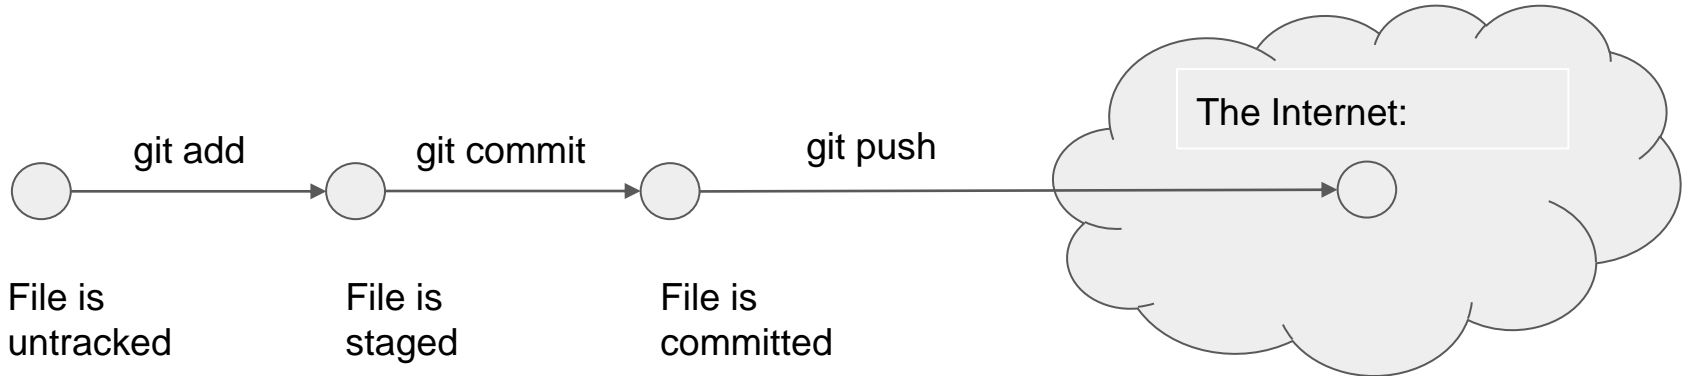 git add
git commit
git push
The Internet:
File is
untracked
File is
staged
File is
committed